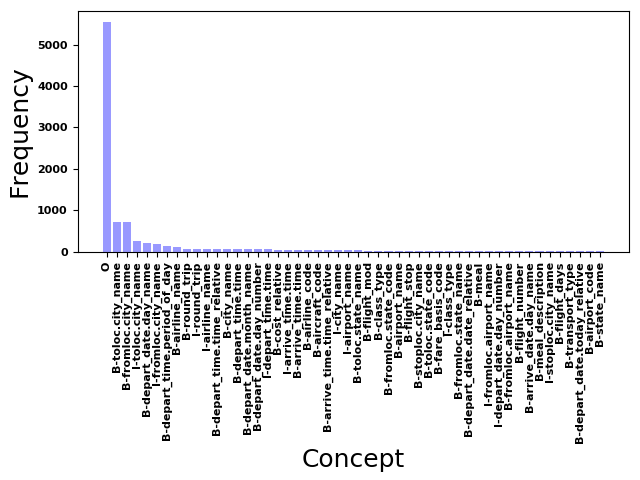 Frequency
5000
4000
3000
2000
1000
0
O
B-toloc.city_name
B-fromloc.city_name
I-toloc.city_name
B-depart_date.day_name
I-fromloc.city_name
B-depart_time.period_of_day
B-airline_name
B-round_trip
I-round_trip
I-airline_name
B-depart_time.time_relative
B-city_name
B-depart_time.time
B-depart_date.month_name
B-depart_date.day_number
I-depart_time.time
B-cost_relative
I-arrive_time.time
B-arrive_time.time
B-airline_code
B-aircraft_code
B-arrive_time.time_relative
I-city_name
I-airport_name
B-toloc.state_name
B-flight_mod
B-class_type
B-fromloc.state_code
B-airport_name
B-flight_stop
B-stoploc.city_name
B-toloc.state_code
B-fare_basis_code
I-class_type
B-fromloc.state_name
B-depart_date.date_relative
B-meal
I-fromloc.airport_name
I-depart_date.day_number
B-fromloc.airport_name
B-flight_number
B-arrive_date.day_name
B-meal_description
I-stoploc.city_name
B-flight_days
B-transport_type
B-depart_date.today_relative
B-airport_code
B-state_name
Concept